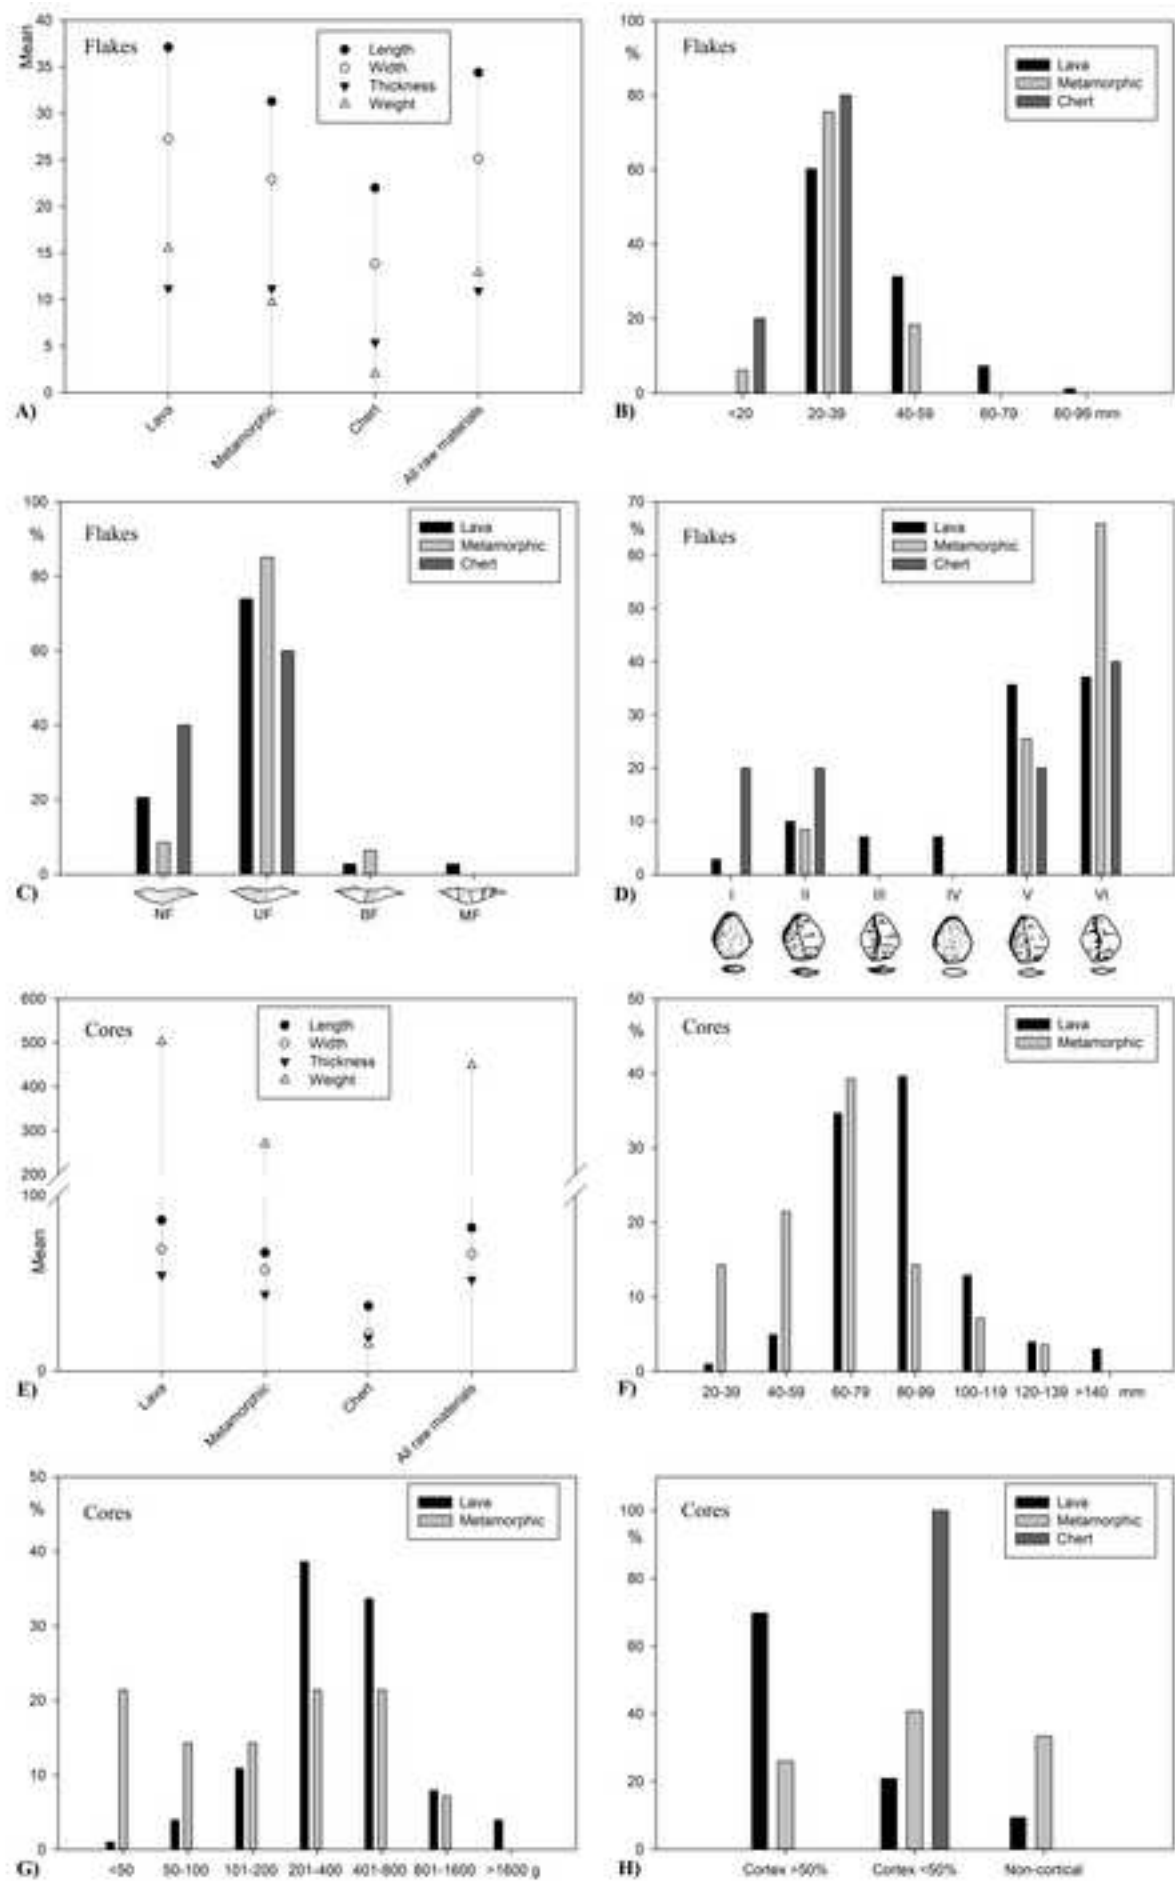 Mean
40
35
30
25
20
15
10
5
0
Flakes
Length
Width
Thickness
Weight
Lava
Metamorphic
Chert
All raw materials
A)
100
%
80
60
40
20
0
Flakes
Lava
Metamorphic
Chert
<20 20-39 40-59 60-79 80-99 mm
B)
100
%
80
60
40
20
0
Flakes
Lava
Metamorphic
Chert
NF UF BF MF
C)
70
%
60
50
40
30
20
10
0
Flakes
Lava
Metamorphic
Chert
I II III IV V VI
D)
600
500
400
300
200
100
Mean
0
Cores
Length
Width
Thickness
Weight
Lava
Metamorphic
Chert
All raw materials
E)
50
%
40
30
20
10
0
Cores
Lava
Metamorphic
20-39 40-59 60-79 80-99 100-119 120-139 >140 mm
F)
50
%
40
30
20
10
0
Cores
Lava
Metamorphic
<50 50-100 101-200 201-400 401-800 801-1600 >1600 g
G)
100
%
80
60
40
20
0
Cores
Lava
Metamorphic
Chert
Cortex >50% Cortex <50% Non-cortical
H)